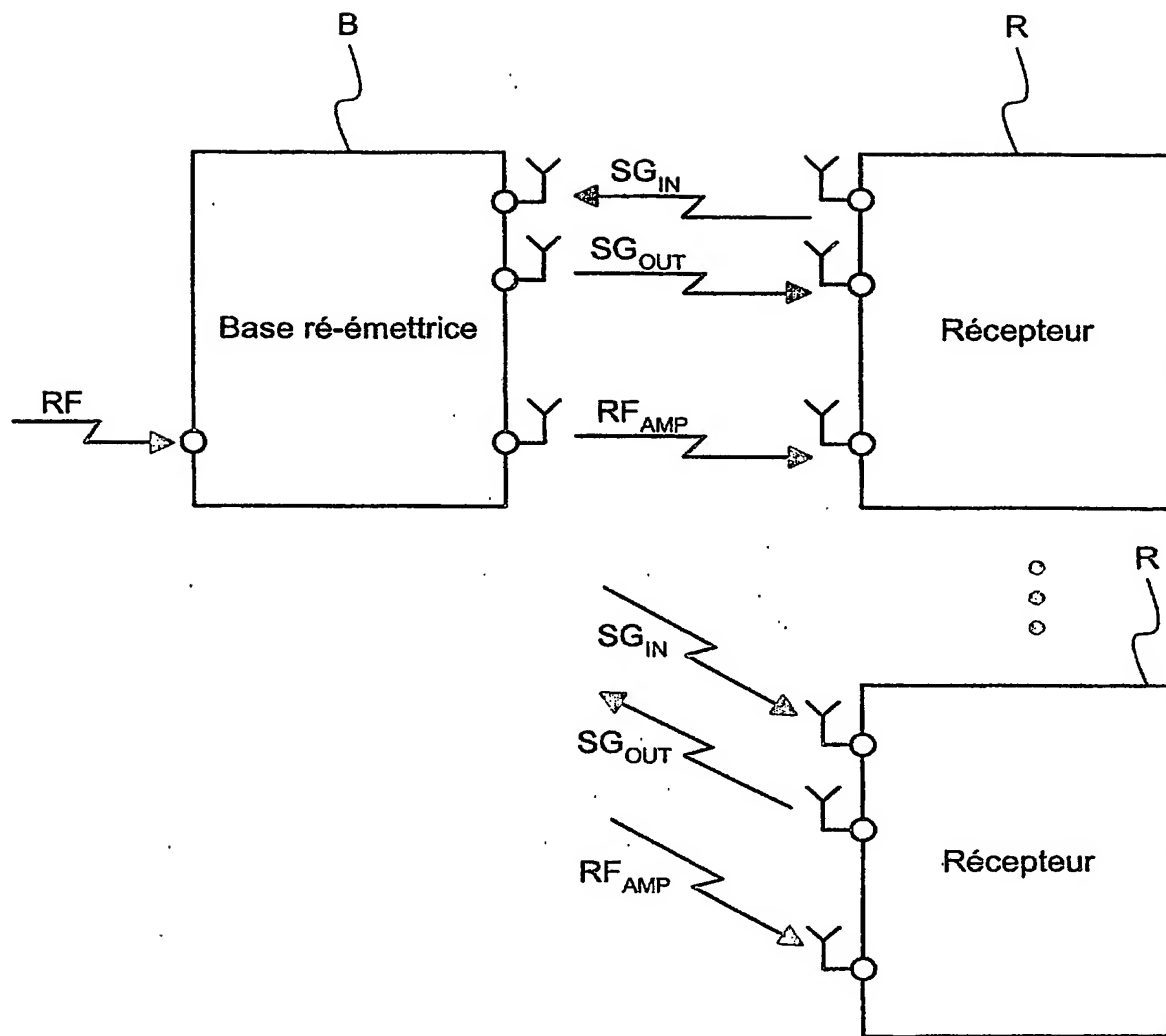 B
R
SG_IN
SG_OUT
Base ré-émettrice
Récepteur
RF
RF_AMP
R
SG_IN
SG_OUT
RF_AMP
Récepteur